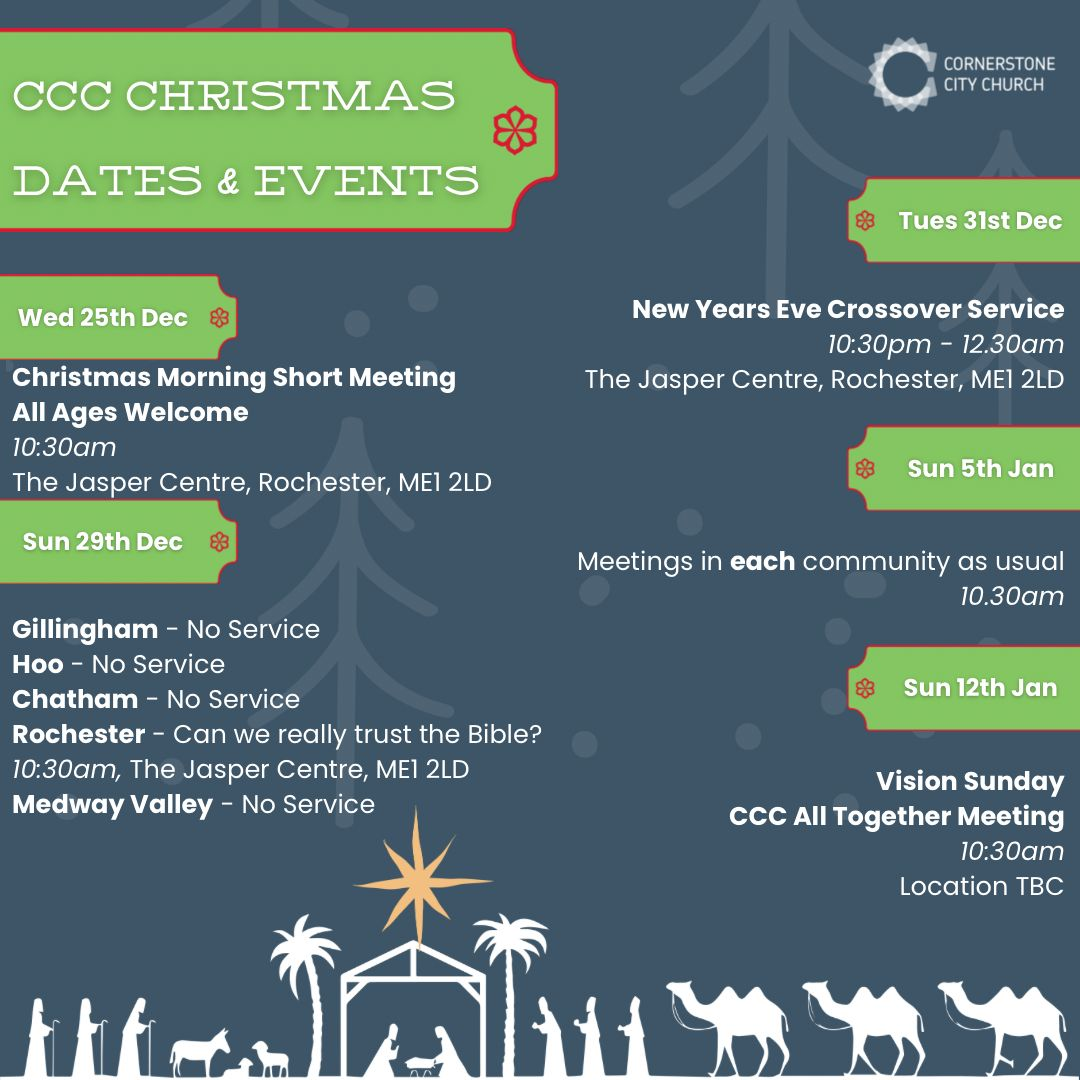 CCC CHRISTMAS
DATES & EVENTS
CORNERSTONE
CITY CHURCH
Wed 25th Dec
Christmas Morning Short Meeting
All Ages Welcome
10:30am
The Jasper Centre, Rochester, ME1 2LD
Sun 29th Dec
Gillingham - No Service
Hoo - No Service
Chatham - No Service
Rochester - Can we really trust the Bible?
10:30am, The Jasper Centre, ME1 2LD
Medway Valley - No Service
Tues 31st Dec
New Years Eve Crossover Service
10:30pm - 12.30am
The Jasper Centre, Rochester, ME1 2LD
Sun 5th Jan
Meetings in each community as usual
10.30am
Sun 12th Jan
Vision Sunday
CCC All Together Meeting
10:30am
Location TBC